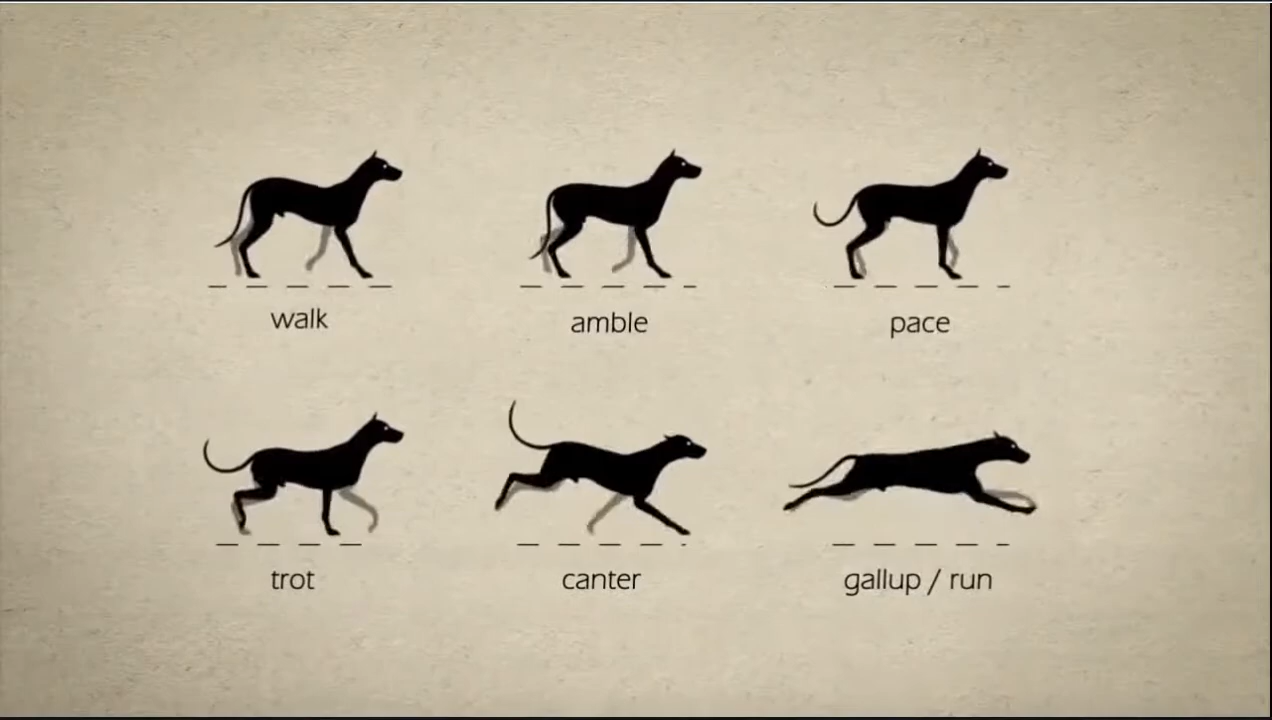 walk
amble
pace
trot
canter
gallup / run